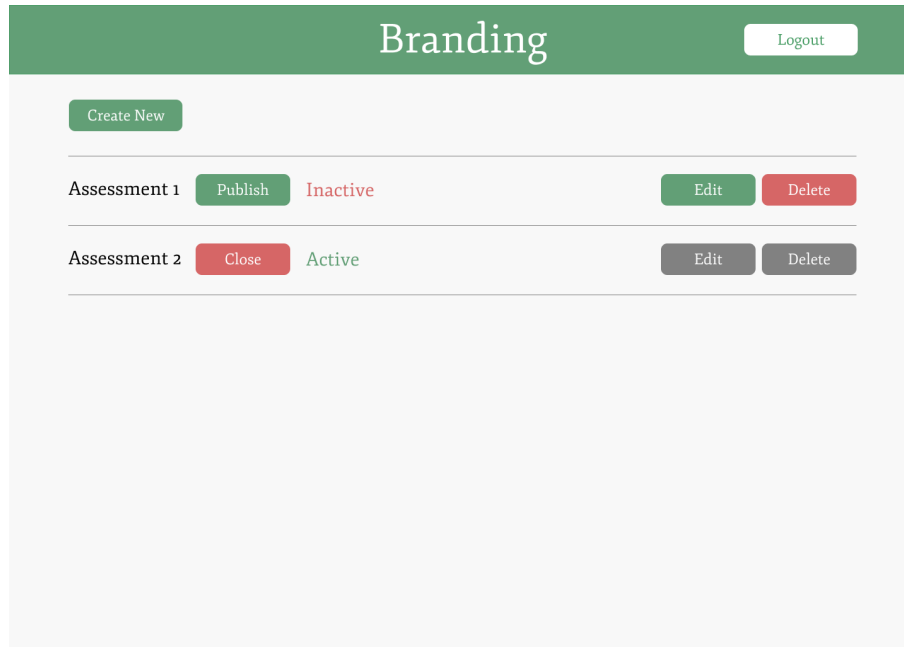 Branding Logout
Create New
Assessment 1 Publish Inactive Edit Delete
Assessment 2 Close Active Edit Delete